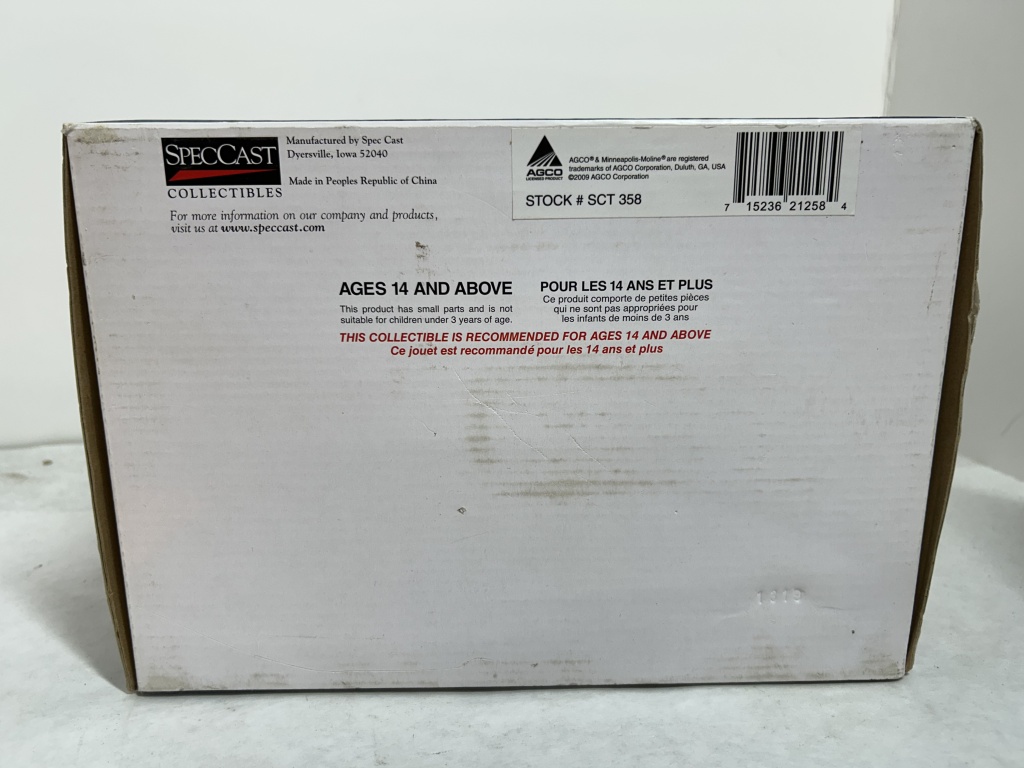 SPECCAST
COLLECTIBLES
Manufactured by Spec Cast
Dyersville, Iowa 52040
Made in Peoples Republic of China
For more information on our company and products,
visit us at www.speccast.com
AGCO
LICENSED PRODUCT
AGCO® & Minneapolis-Moline® are registered
trademarks of AGCO Corporation, Duluth, GA, USA
©2009 AGCO Corporation
STOCK # SCT 358
7 15236 21258 4
AGES 14 AND ABOVE
This product has small parts and is not
suitable for children under 3 years of age.
POUR LES 14 ANS ET PLUS
Ce produit comporte de petites pièces
qui ne sont pas appropriées pour
les infants de moins de 3 ans
THIS COLLECTIBLE IS RECOMMENDED FOR AGES 14 AND ABOVE
Ce jouet est recommandé pour les 14 ans et plus